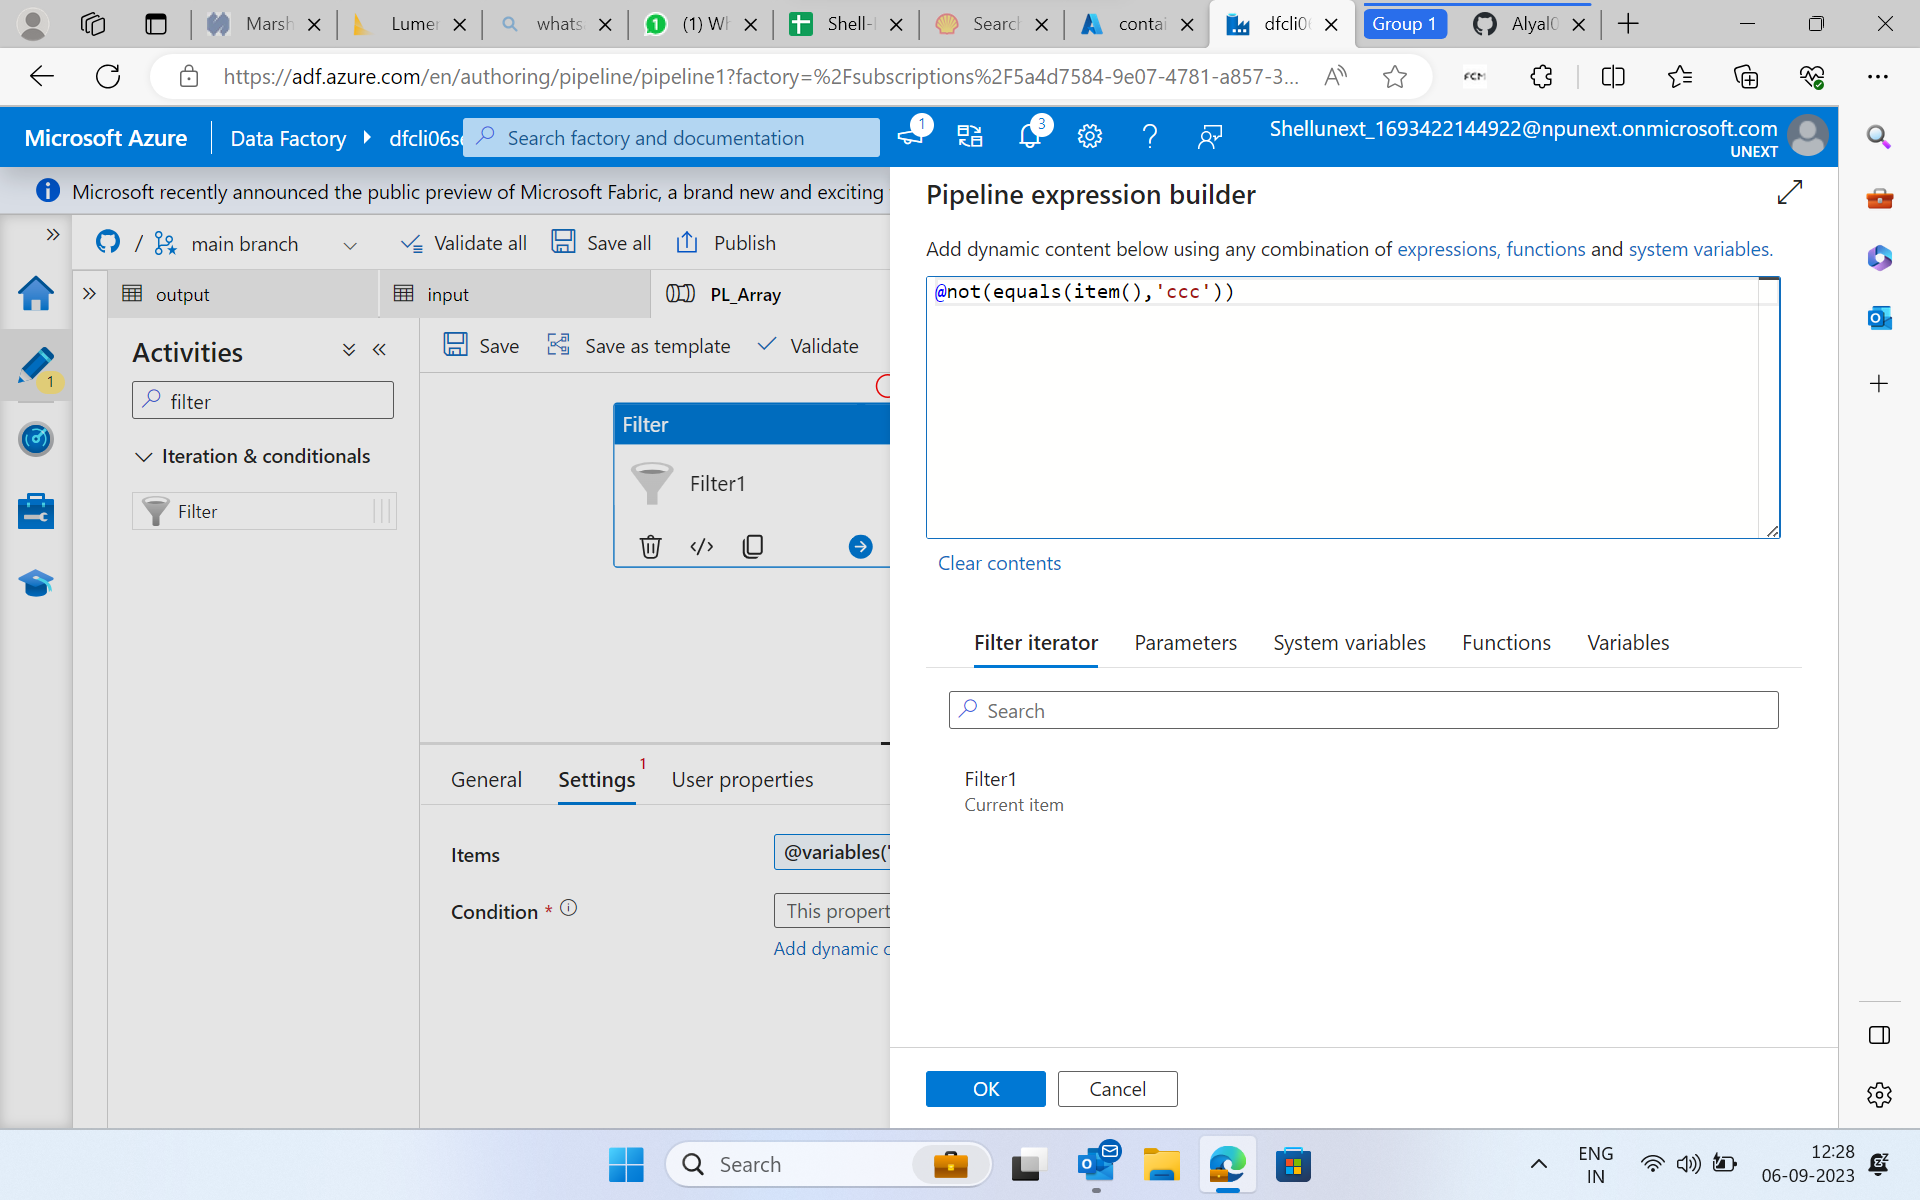 Marsh
Lumer
whats
(1) Wh
Shell-
Search
contai
dfcli0
Group 1
Alyal0
https://adf.azure.com/en/authoring/pipeline/pipeline1?factory=%2Fsubscriptions%2F5a4d7584-9e07-4781-a857-3...
FCM
Microsoft Azure
Data Factory
dfcli06s
Search factory and documentation
1
3
Shellunext_1693422144922@npunext.onmicrosoft.com
UNEXT
Microsoft recently announced the public preview of Microsoft Fabric, a brand new and exciting
Pipeline expression builder
/ main branch
Validate all
Save all
Publish
Add dynamic content below using any combination of expressions, functions and system variables.
output
input
PL_Array
@not(equals(item(),'ccc'))
Activities
Save
Save as template
Validate
1
filter
Filter
Iteration & conditionals
Filter1
Filter
Clear contents
Filter iterator
Parameters
System variables
Functions
Variables
Search
General
Settings
1
User properties
Filter1
Current item
Items
@variables('
Condition *
This propert
Add dynamic c
OK
Cancel
Search
ENG
IN
12:28
06-09-2023